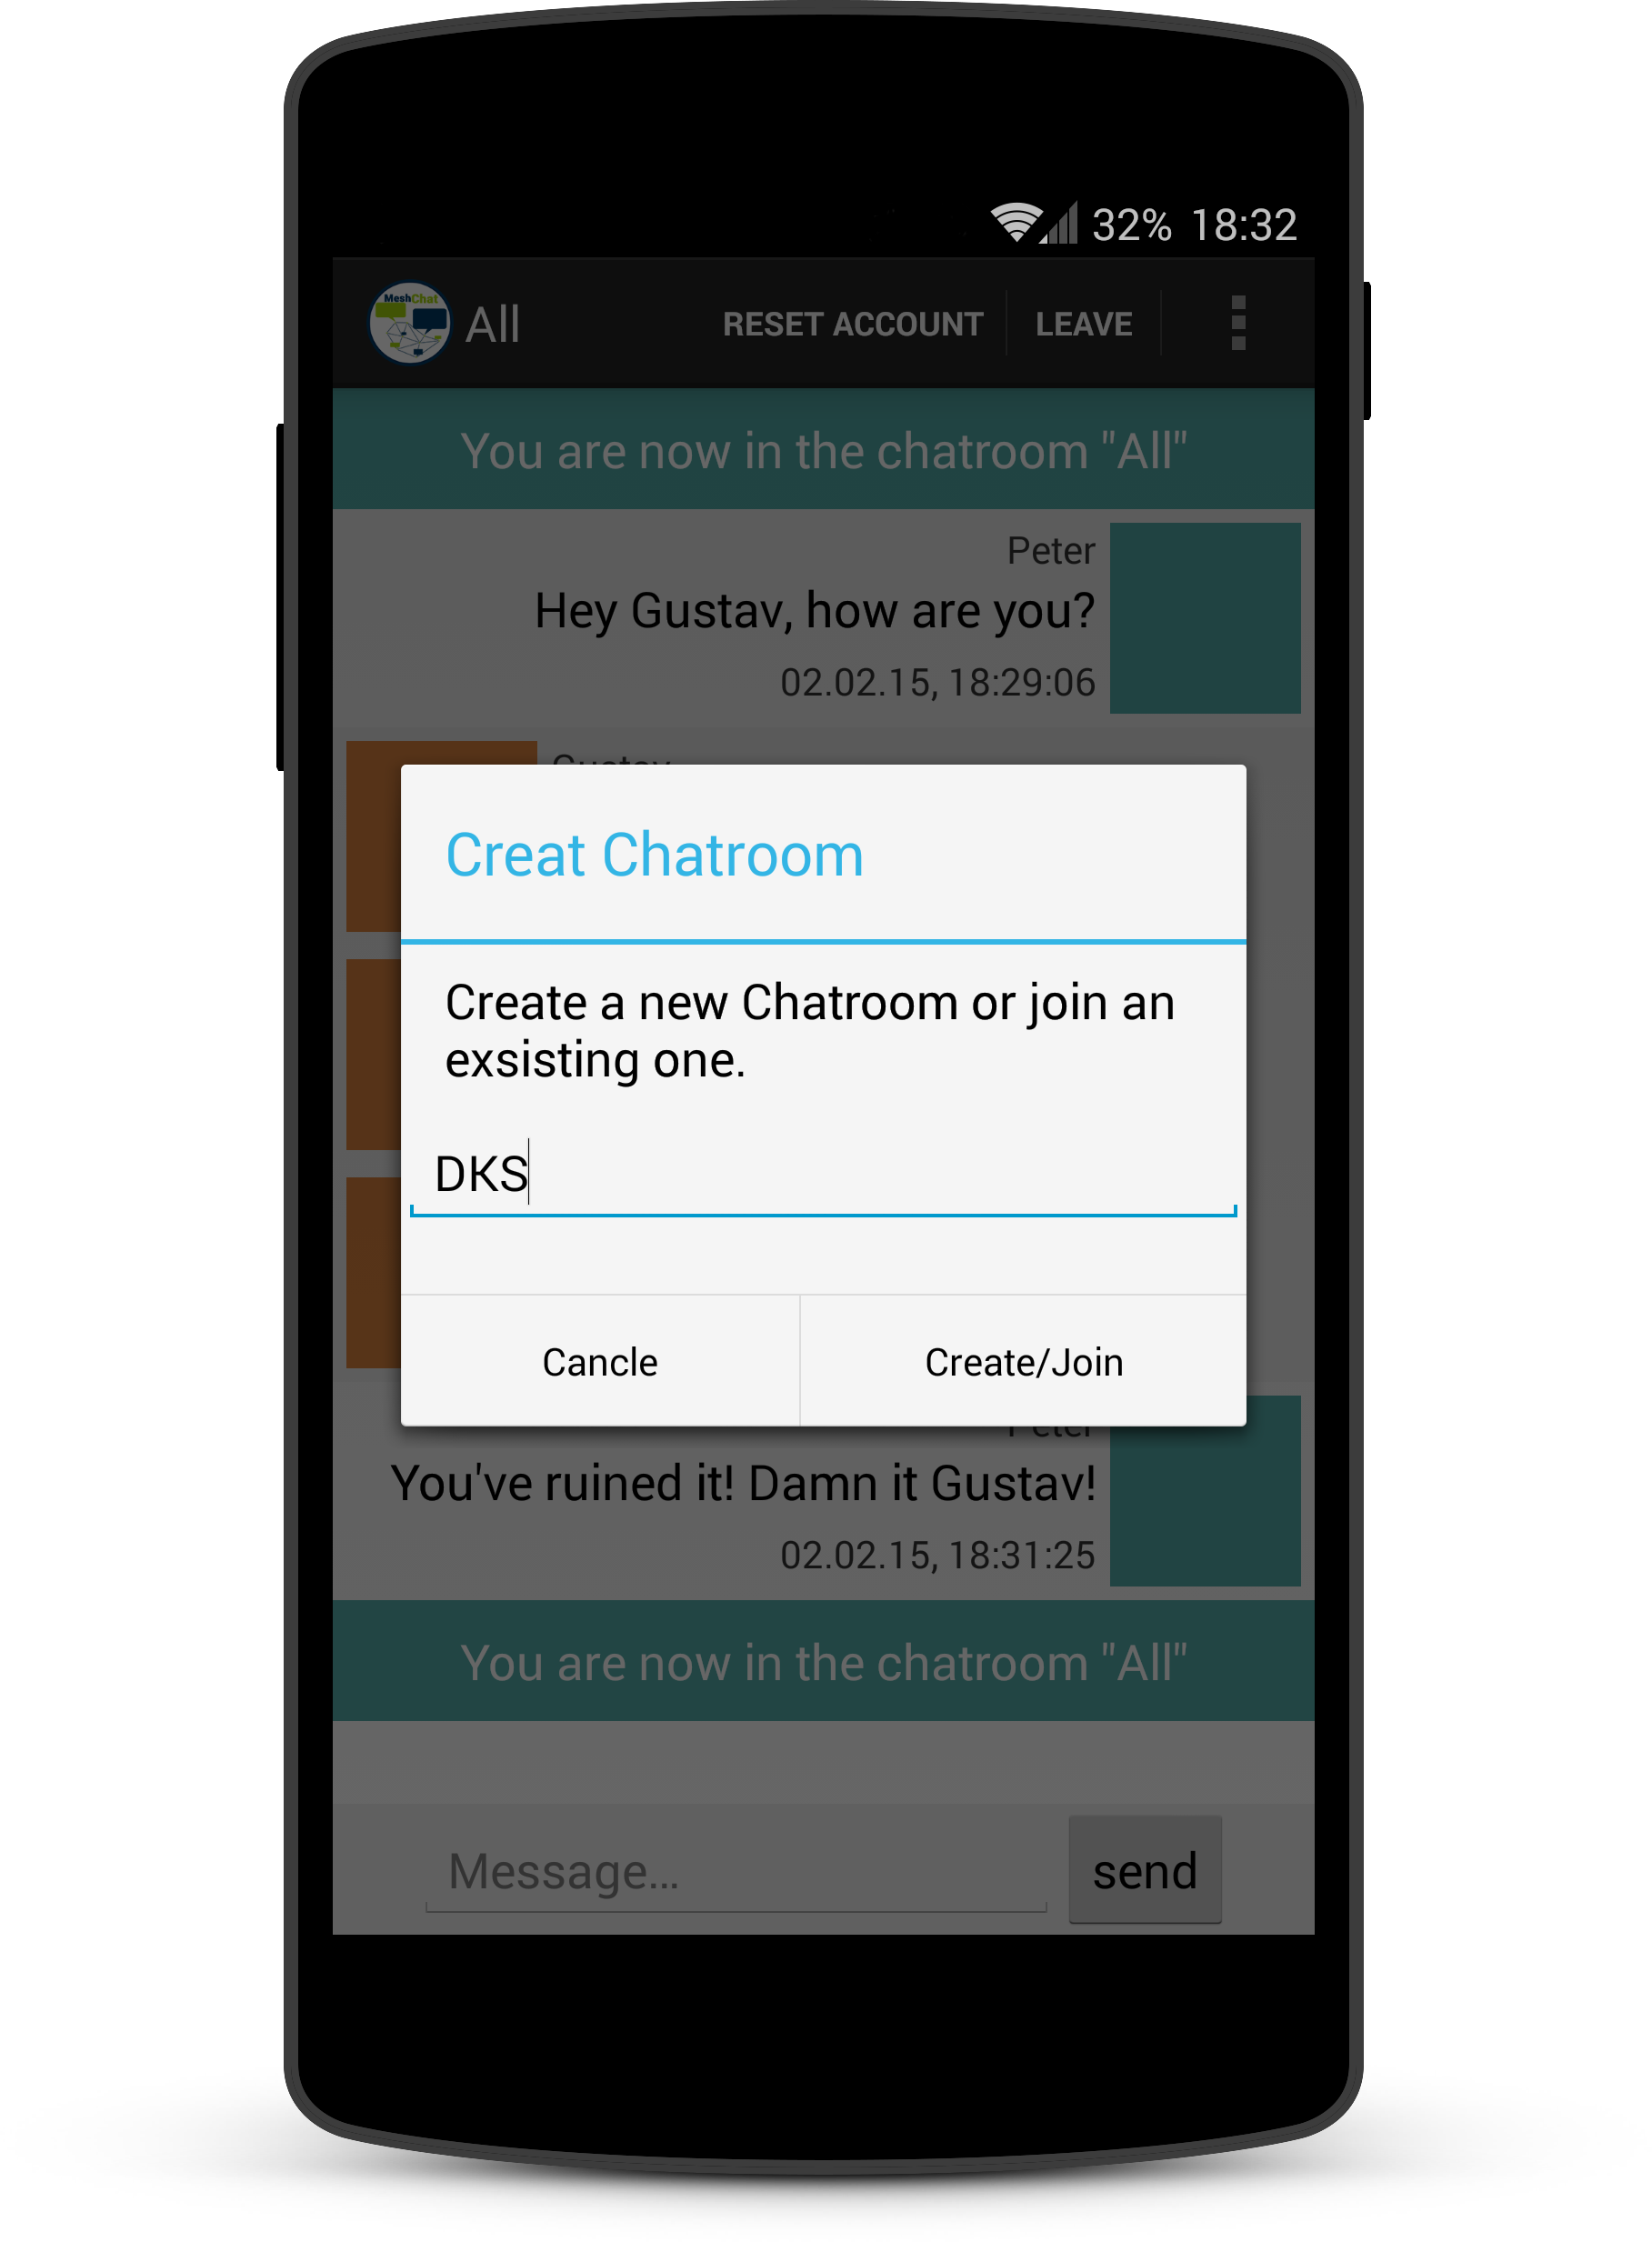 32% 18:32
MeshChat
All RESET ACCOUNT LEAVE
You are now in the chatroom "All"
Peter
Hey Gustav, how are you?
02.02.15, 18:29:06
Gustav
Creat Chatroom
Create a new Chatroom or join an
exsisting one.
DKS
Cancle Create/Join
Peter
You've ruined it! Damn it Gustav!
02.02.15, 18:31:25
You are now in the chatroom "All"
Message...
send